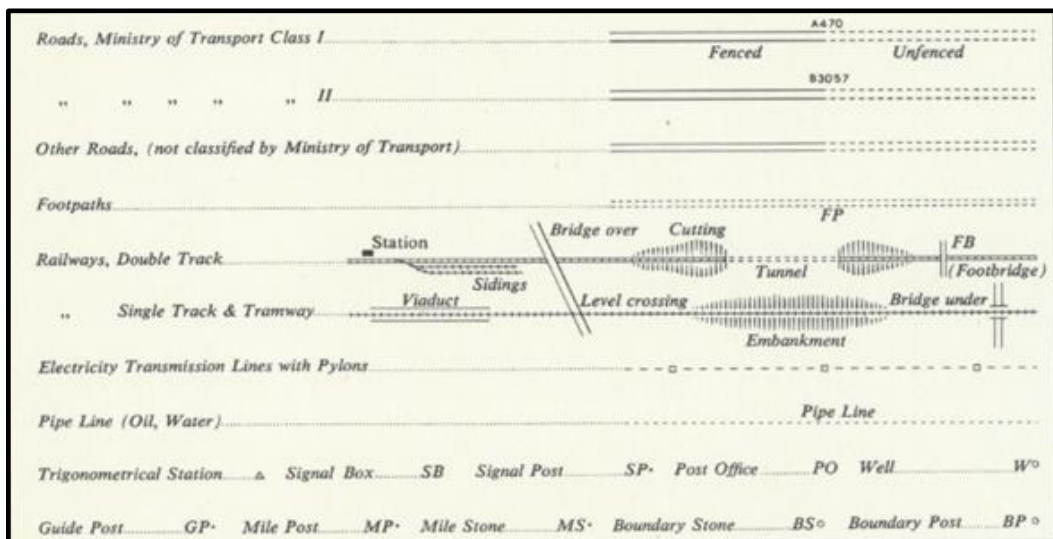 A470
Roads, Ministry of Transport Class I
Fenced Unfenced
B3057
,, ,, ,, ,, ,, II
Other Roads, (not classified by Ministry of Transport)
Footpaths
FP
Station Bridge over Cutting FB
Railways, Double Track
Sidings Tunnel (Footbridge)
Viaduct Level crossing Bridge under
,, Single Track & Tramway
Embankment
Electricity Transmission Lines with Pylons
Pipe Line
Pipe Line (Oil, Water)
Trigonometrical Station Signal Box SB Signal Post SP Post Office PO Well W
Guide Post GP Mile Post MP Mile Stone MS Boundary Stone BS Boundary Post BP